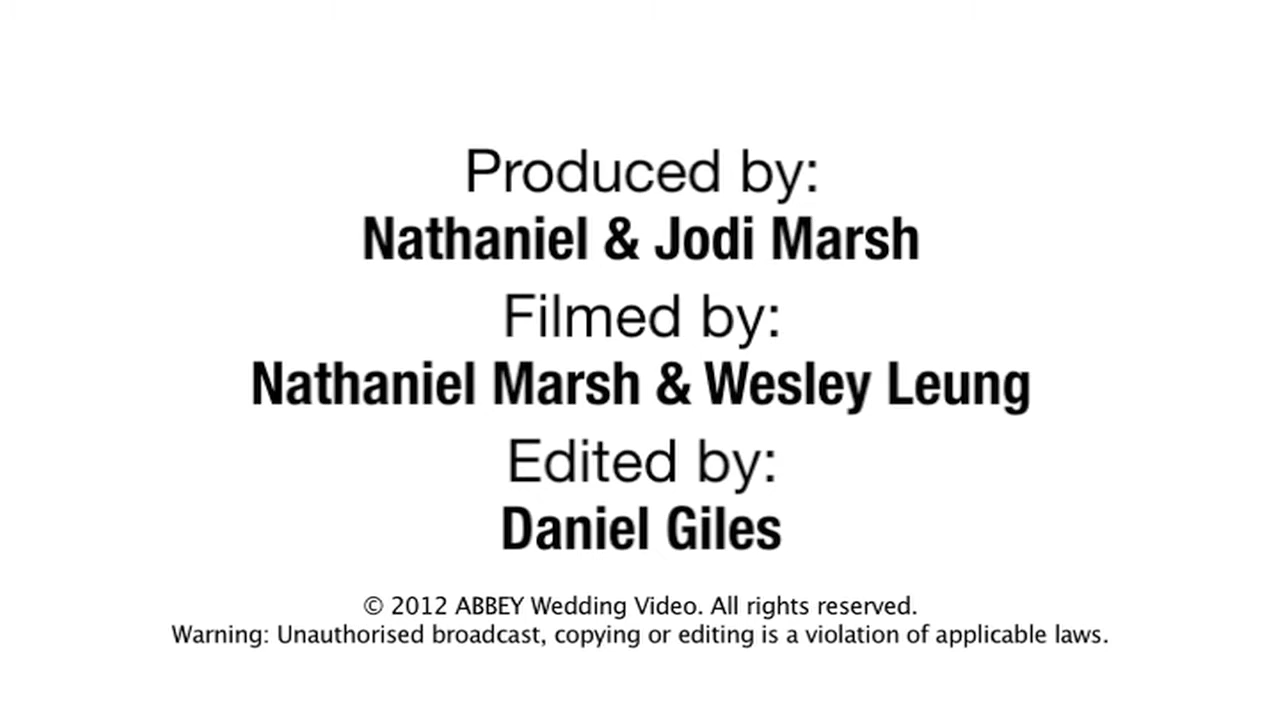 Produced by:
Nathaniel & Jodi Marsh
Filmed by:
Nathaniel Marsh & Wesley Leung
Edited by:
Daniel Giles
© 2012 ABBEY Wedding Video. All rights reserved.
Warning: Unauthorised broadcast, copying or editing is a violation of applicable laws.